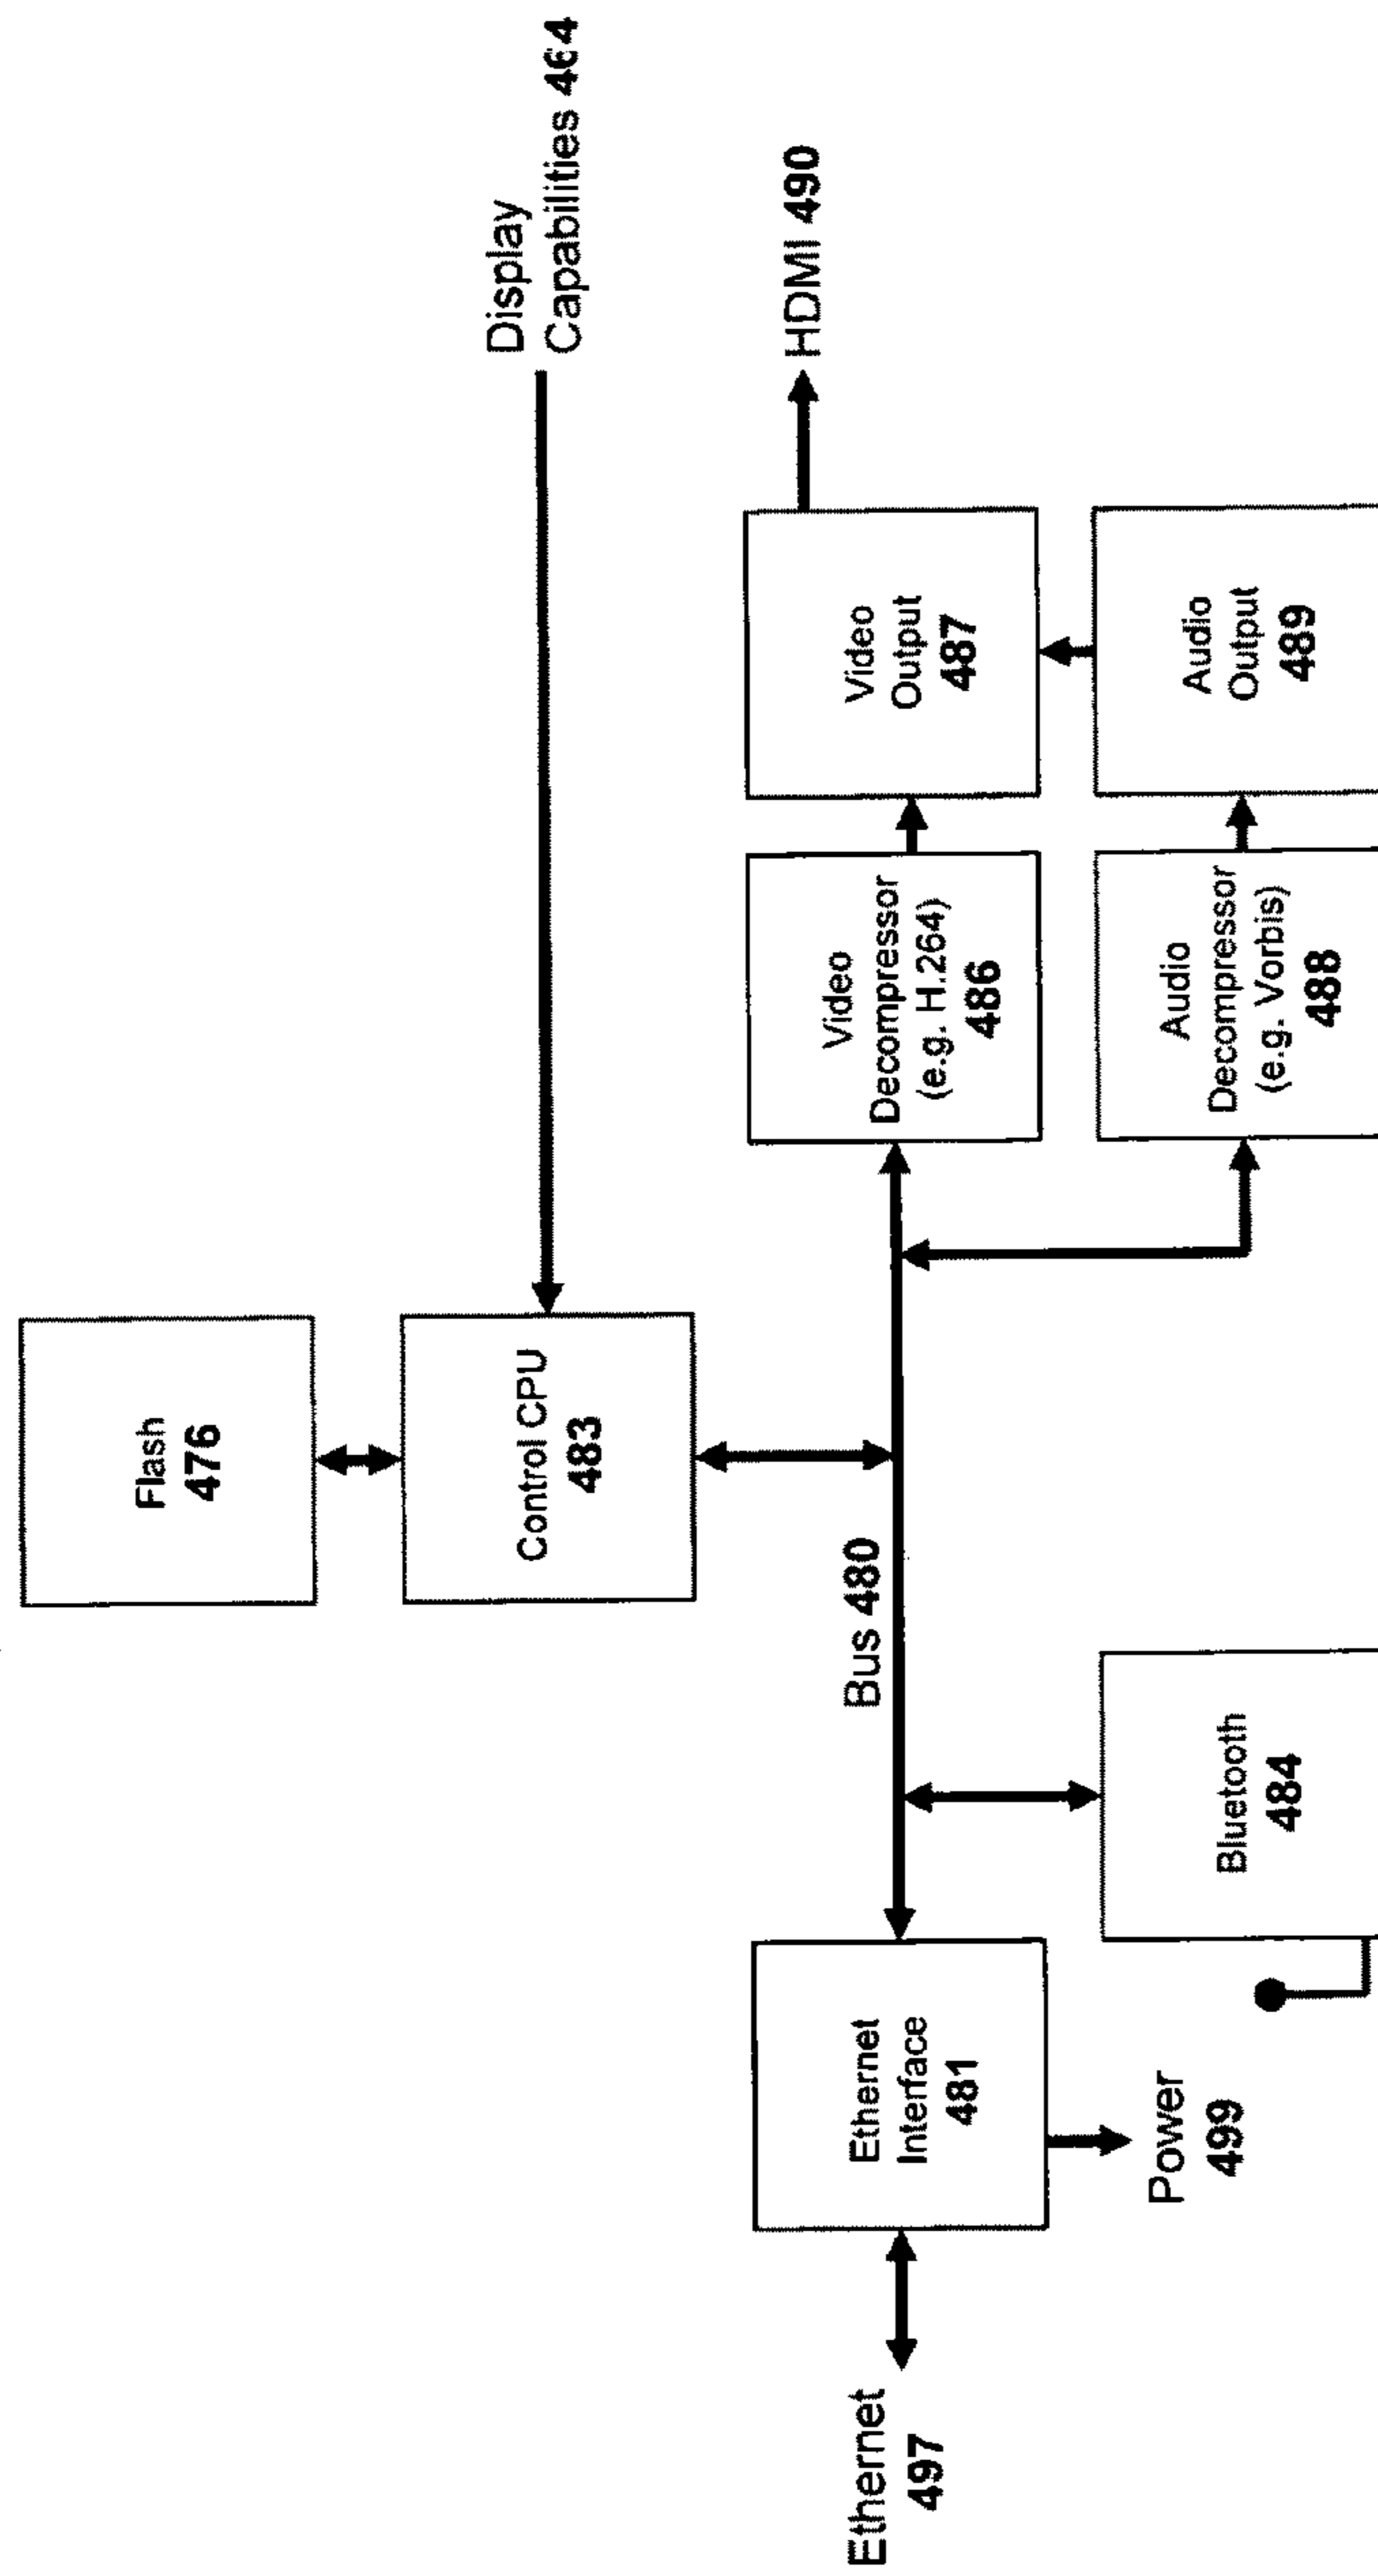 Flash
476
Display
Capabilities 464
Control CPU
483
HDMI 490
Bus 480
Ethernet
497
Ethernet
Interface
481
Video
Decompressor
(e.g. H.264)
486
Video
Output
487
Power
499
Bluetooth
484
Audio
Decompressor
(e.g. Vorbis)
488
Audio
Output
489